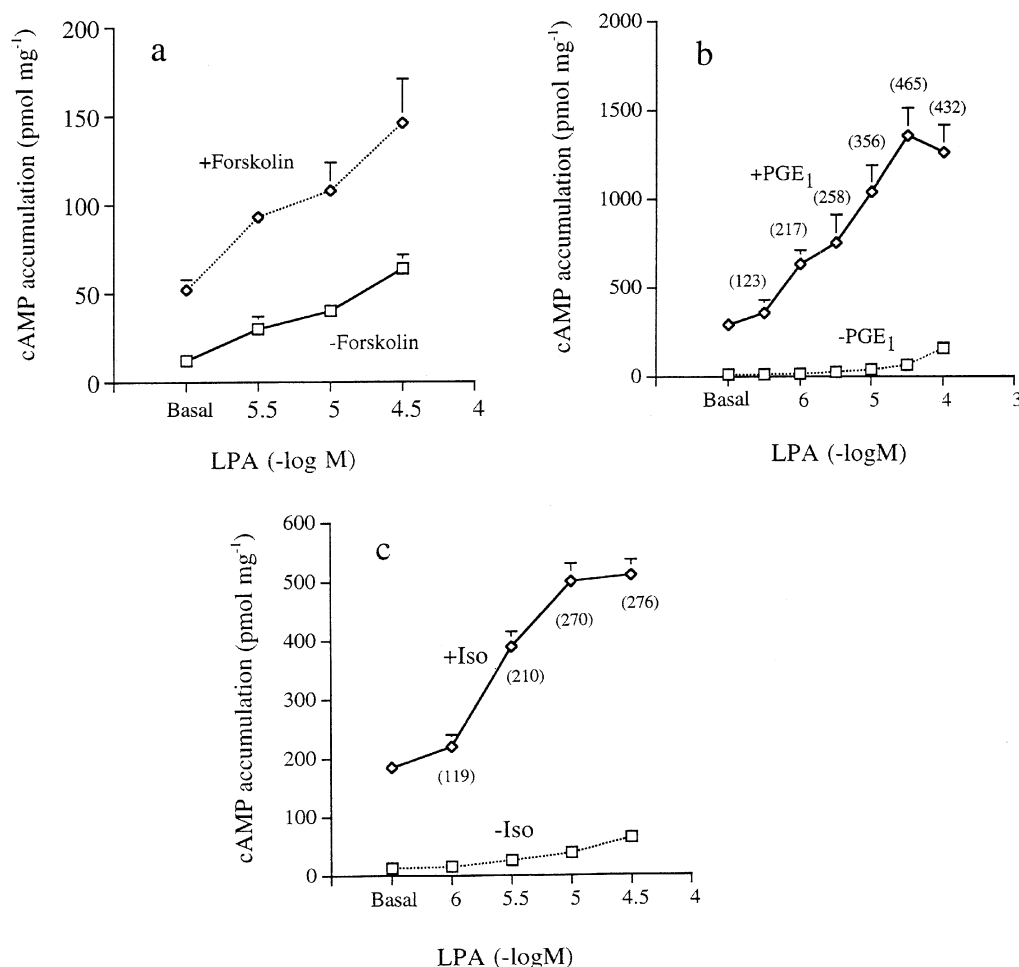 a
cAMP accumulation (pmol mg⁻¹)
200
150
100
50
0
+Forskolin
-Forskolin
Basal 5.5 5 4.5 4
LPA (-log M)
b
cAMP accumulation (pmol mg⁻¹)
2000
1500
1000
500
0
(465)
(432)
(356)
+PGE₁
(258)
(217)
(123)
-PGE₁
Basal 6 5 4 3
LPA (-logM)
c
cAMP accumulation (pmol mg⁻¹)
600
500
400
300
200
100
0
(270) (276)
+Iso
(210)
(119)
-Iso
Basal 6 5.5 5 4.5 4
LPA (-logM)